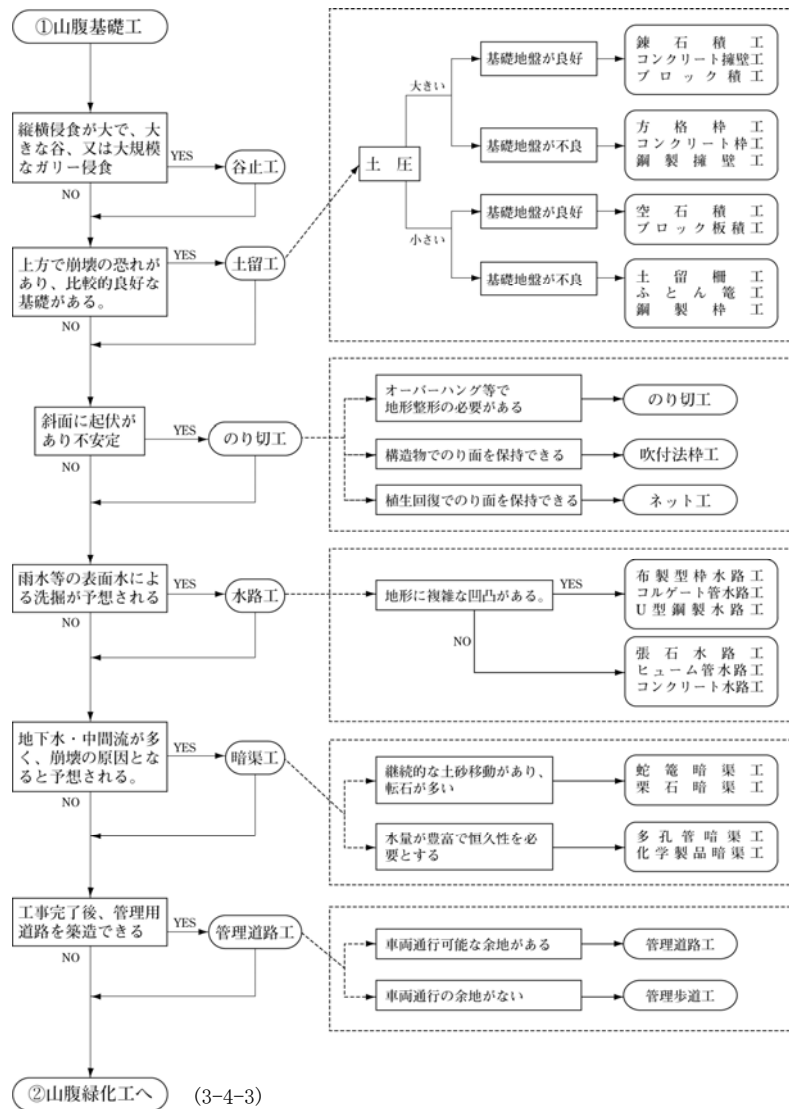 ①山腹基礎工
縦横侵食が大で、大
きな谷、又は大規模
なガリー侵食
YES
谷止工
NO
上方で崩壊の恐れが
あり、比較的良好な
基礎がある。
YES
土留工
NO
土圧
大きい
小さい
基礎地盤が良好
錬石積工
コンクリート擁壁工
ブロック積工
基礎地盤が不良
方格枠工
コンクリート枠工
鋼製擁壁工
基礎地盤が良好
空石積工
ブロック板積工
基礎地盤が不良
土留柵工
ふとん篭工
鋼製枠工
斜面に起伏が
あり不安定
YES
のり切工
NO
オーバーハング等で
地形整形の必要がある
のり切工
構造物でのり面を保持できる
吹付法枠工
植生回復でのり面を保持できる
ネット工
雨水等の表面水によ
る洗掘が予想される
YES
水路工
NO
地形に複雑な凹凸がある。
YES
布製型枠水路工
コルゲート管水路工
U型鋼製水路工
NO
張石水路工
ヒューム管水路工
コンクリート水路工
地下水・中間流が多
く、崩壊の原因とな
ると予想される。
YES
暗渠工
NO
継続的な土砂移動があり、
転石が多い
蛇篭暗渠工
栗石暗渠工
水量が豊富で恒久性を必
要とする
多孔管暗渠工
化学製品暗渠工
工事完了後、管理用
道路を築造できる
YES
管理道路工
NO
車両通行可能な余地がある
管理道路工
車両通行の余地がない
管理歩道工
②山腹緑化工へ
(3-4-3)